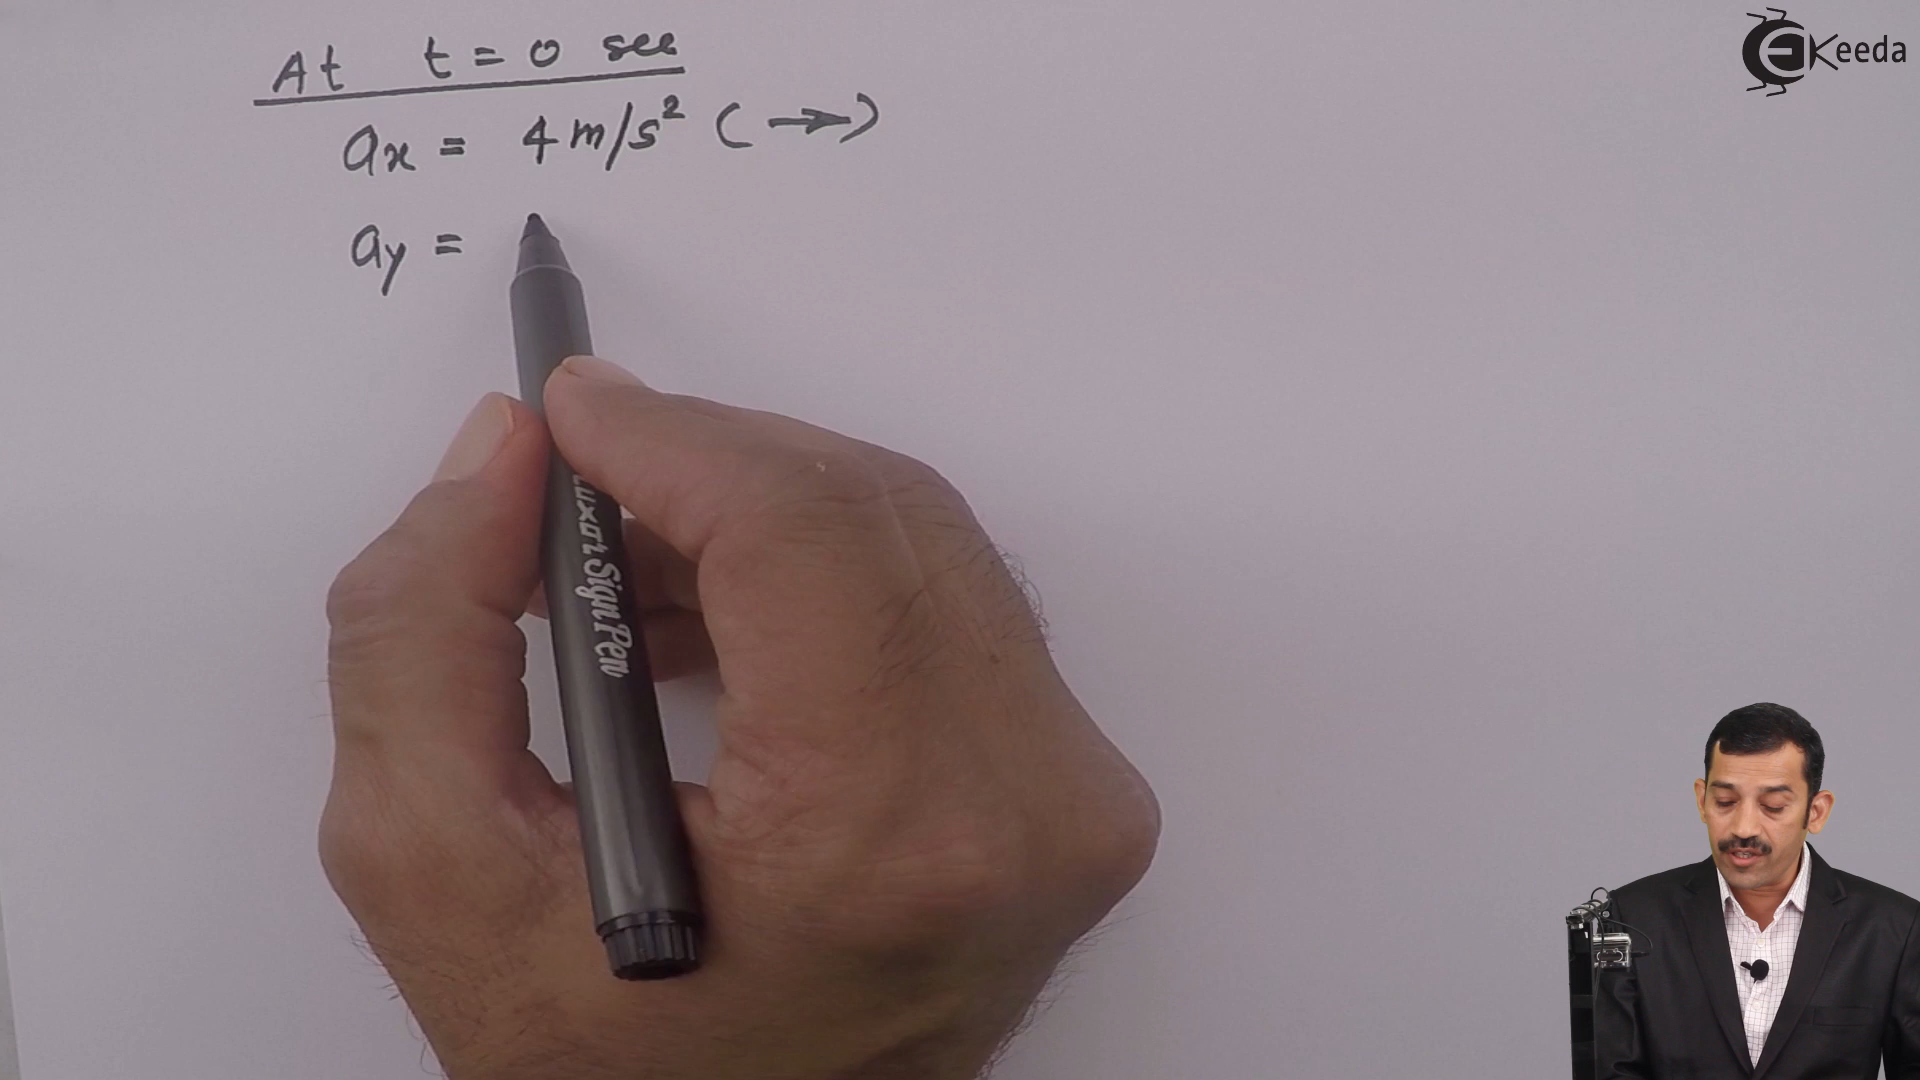 At t = 0 sec
ax = 4 m/s² (→)
ay =
Luxor Sign Pen
Keeda